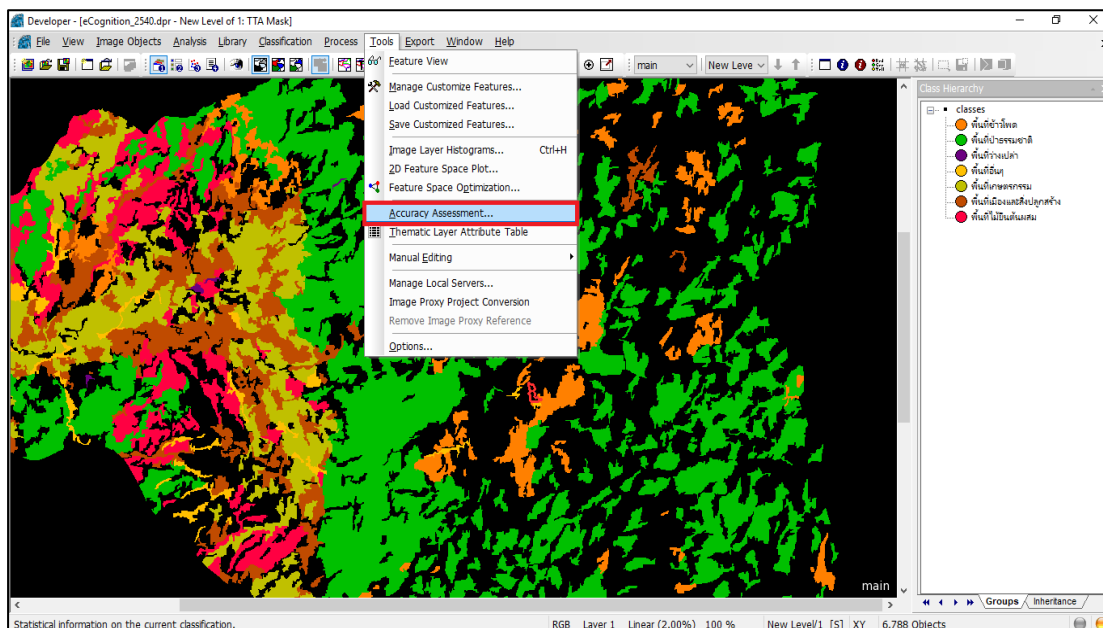 Developer - [eCognition_2540.dpr - New Level of 1: TTA Mask]
File View Image Objects Analysis Library Classification Process Tools Export Window Help
main New Leve
Feature View
Manage Customize Features...
Load Customized Features...
Save Customized Features...
Image Layer Histograms... Ctrl+H
2D Feature Space Plot...
Feature Space Optimization...
Accuracy Assessment...
Thematic Layer Attribute Table
Manual Editing
Manage Local Servers...
Image Proxy Project Conversion
Remove Image Proxy Reference
Options...
Class Hierarchy
classes
พื้นที่ข้าวโพด
พื้นที่ป่าธรรมชาติ
พื้นที่ว่างเปล่า
พื้นที่อื่นๆ
พื้นที่เกษตรกรรม
พื้นที่เมืองและสิ่งปลูกสร้าง
พื้นที่ไม้ยืนต้นผสม
main
Groups Inheritance
Statistical information on the current classification. RGB Layer 1 Linear (2.00%) 100 % New Level/1 [S] XY 6,788 Objects